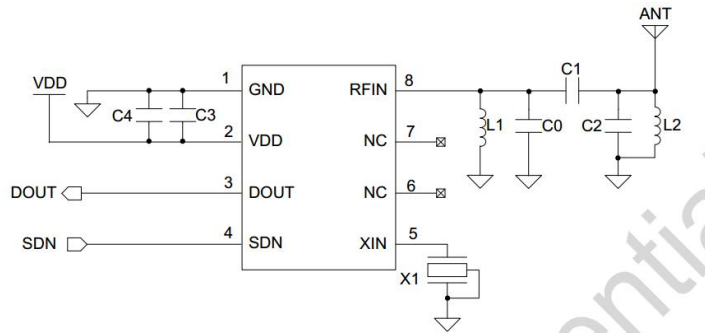 ANT
VDD
1 GND RFIN 8
C1
C4 C3
L1 C0 C2 L2
2 VDD NC 7
DOUT 3 DOUT NC 6
SDN 4 SDN XIN 5
X1